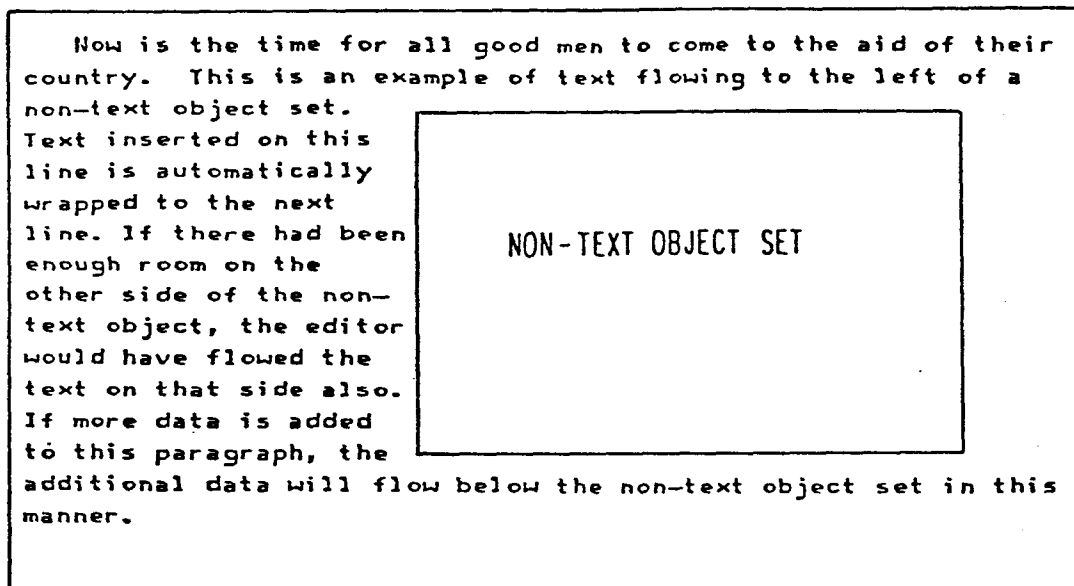 Now is the time for all good men to come to the aid of their
country. This is an example of text flowing to the left of a
non-text object set.
Text inserted on this
line is automatically
wrapped to the next
line. If there had been
enough room on the
other side of the non-
text object, the editor
would have flowed the
text on that side also.
If more data is added
to this paragraph, the
additional data will flow below the non-text object set in this
manner.
NON-TEXT OBJECT SET